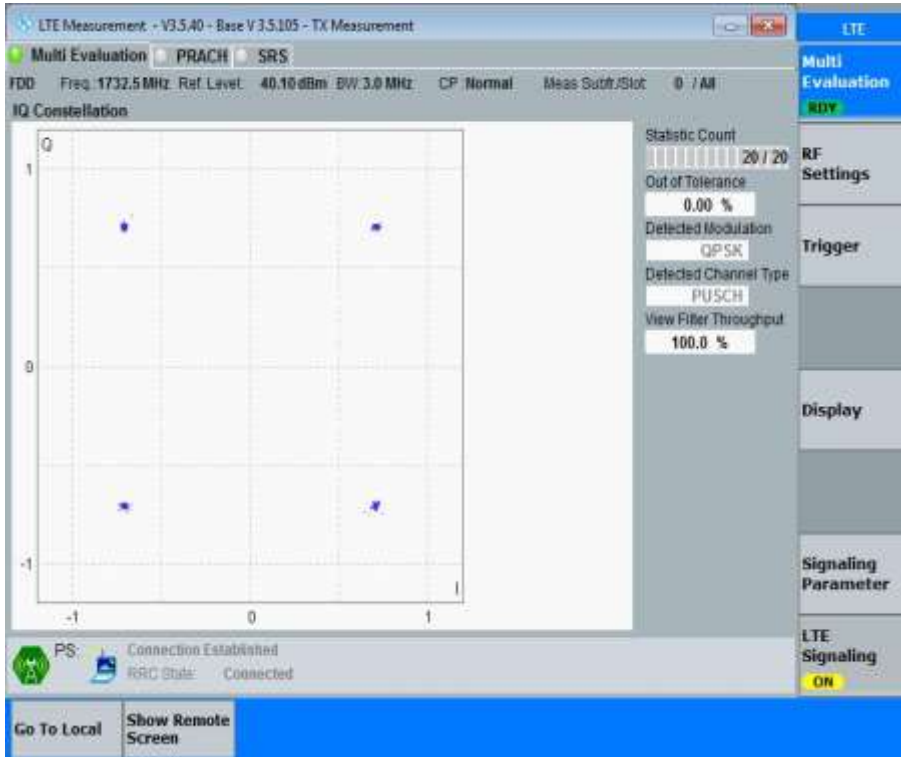 LTE Measurement - V3.5.40 - Base V 3.5.105 - TX Measurement
LTE
Multi Evaluation PRACH SRS
FDD Freq.:1732.5 MHz Ref. Level: 40.10 dBm BW: 3.0 MHz CP: Normal Meas Subfr./Slot: 0 / All
IQ Constellation
Q
1
0
-1
I
-1 0 1
Statistic Count
20 / 20
Out of Tolerance
0.00 %
Detected Modulation
QPSK
Detected Channel Type
PUSCH
View Filter Throughput
100.0 %
PS: Connection Established
RRC State: Connected
Multi
Evaluation
RDY
RF
Settings
Trigger
Display
Signaling
Parameter
LTE
Signaling
ON
Go To Local
Show Remote
Screen